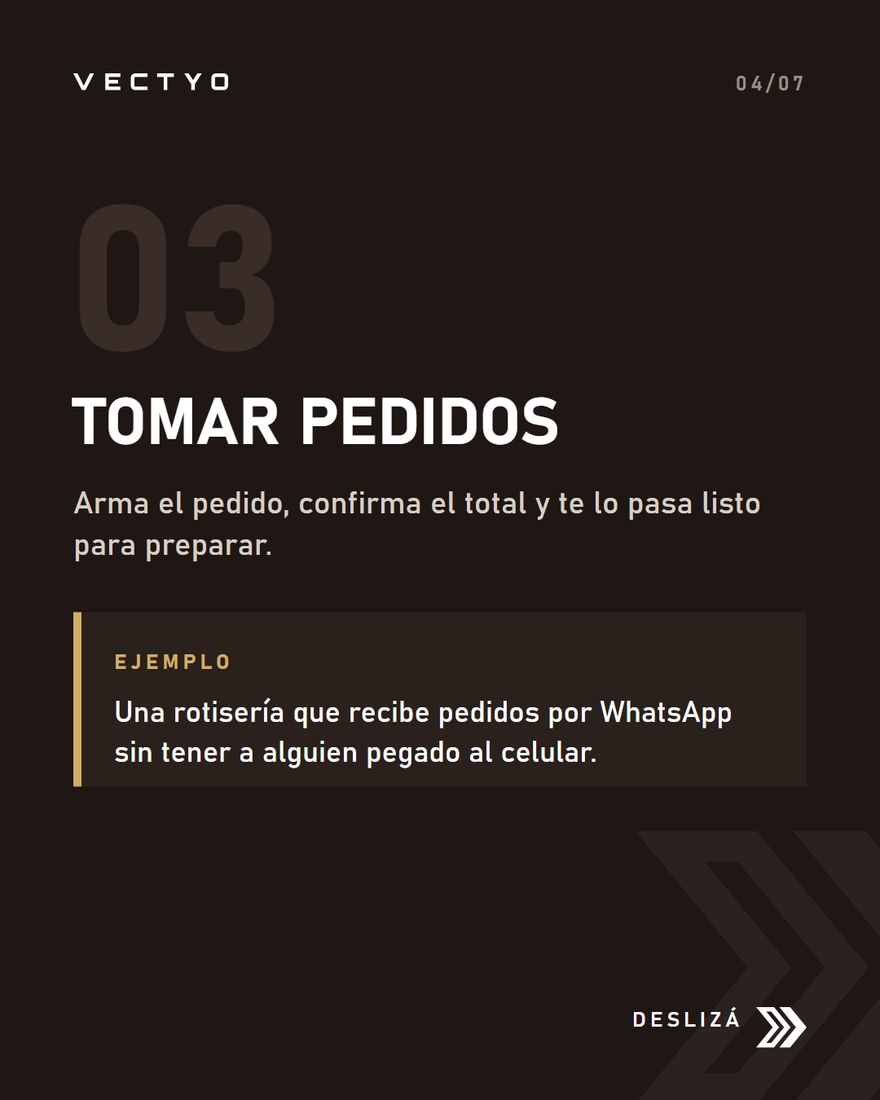 VECTYO
04/07
03
TOMAR PEDIDOS
Arma el pedido, confirma el total y te lo pasa listo
para preparar.
EJEMPLO
Una rotisería que recibe pedidos por WhatsApp
sin tener a alguien pegado al celular.
DESLIZÁ